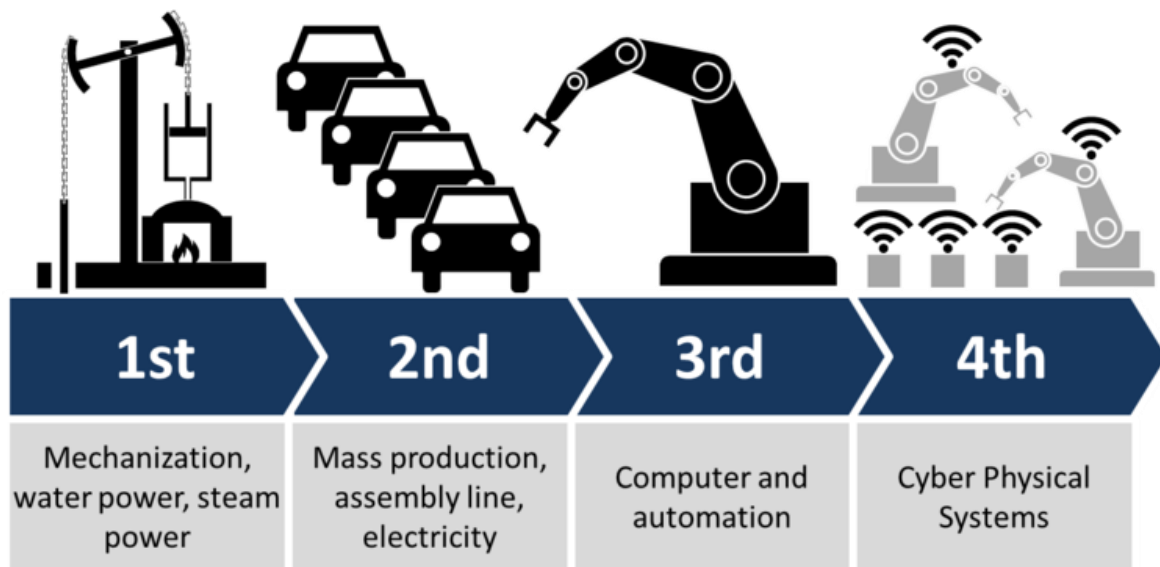 1st
2nd
3rd
4th
Mechanization,
water power, steam
power
Mass production,
assembly line,
electricity
Computer and
automation
Cyber Physical
Systems